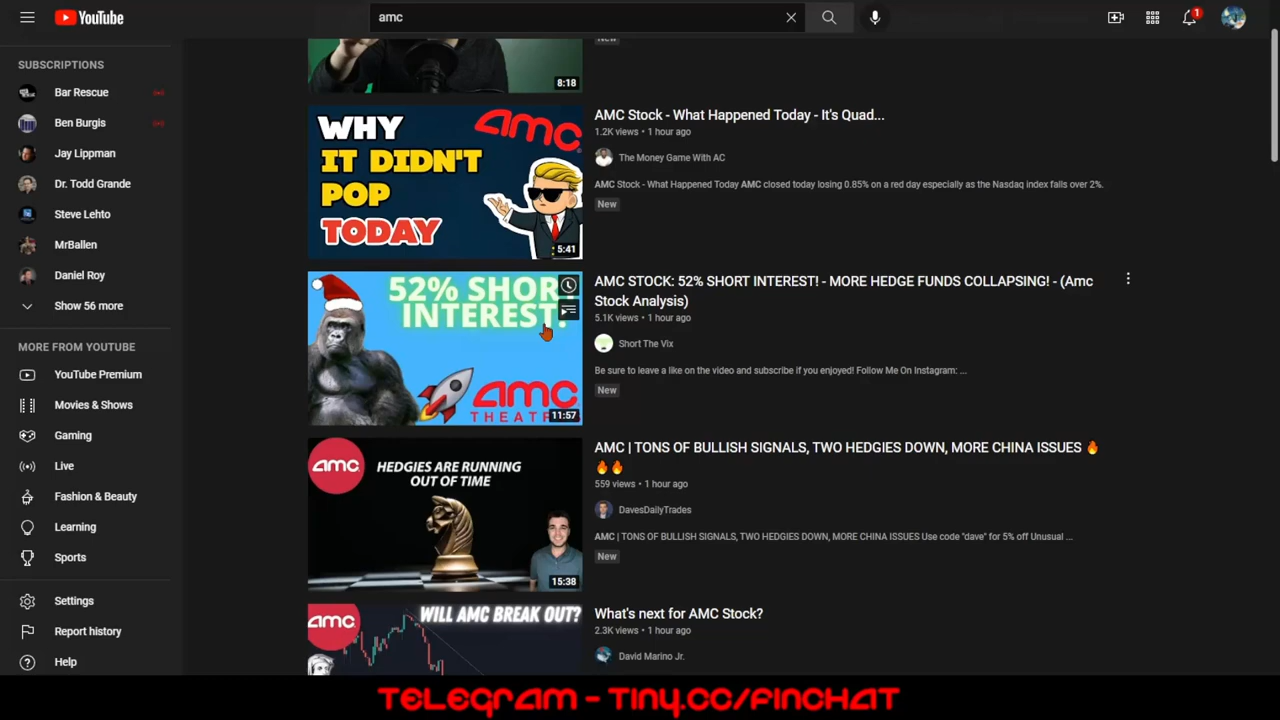 YouTube
amc
1
SUBSCRIPTIONS
Bar Rescue
Ben Burgis
Jay Lippman
Dr. Todd Grande
Steve Lehto
MrBallen
Daniel Roy
Show 56 more
MORE FROM YOUTUBE
YouTube Premium
Movies & Shows
Gaming
Live
Fashion & Beauty
Learning
Sports
Settings
Report history
Help
8:18
New
WHY
IT DIDN'T
POP
TODAY
amc
5:41
AMC Stock - What Happened Today - It's Quad...
1.2K views • 1 hour ago
The Money Game With AC
AMC Stock - What Happened Today AMC closed today losing 0.85% on a red day especially as the Nasdaq index falls over 2%.
New
52% SHORT
INTEREST!
amc
THEATR
11:57
AMC STOCK: 52% SHORT INTEREST! - MORE HEDGE FUNDS COLLAPSING! - (Amc
Stock Analysis)
5.1K views • 1 hour ago
Short The Vix
Be sure to leave a like on the video and subscribe if you enjoyed! Follow Me On Instagram: ...
New
amc
HEDGIES ARE RUNNING
OUT OF TIME
15:38
AMC | TONS OF BULLISH SIGNALS, TWO HEDGIES DOWN, MORE CHINA ISSUES 🔥
🔥🔥
559 views • 1 hour ago
DavesDailyTrades
AMC | TONS OF BULLISH SIGNALS, TWO HEDGIES DOWN, MORE CHINA ISSUES Use code "dave" for 5% off Unusual ...
New
amc
WILL AMC BREAK OUT?
What's next for AMC Stock?
2.3K views • 1 hour ago
David Marino Jr.
TELEGRAM - TINY.CC/FINCHAT